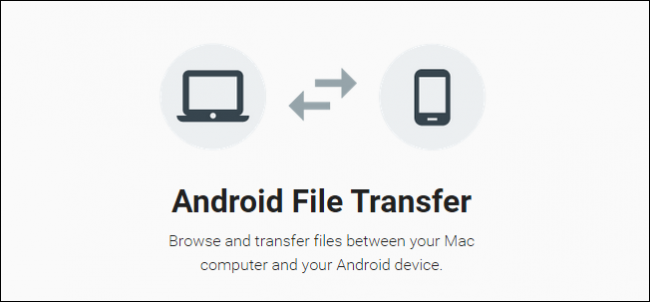 Android File Transfer
Browse and transfer files between your Mac
computer and your Android device.